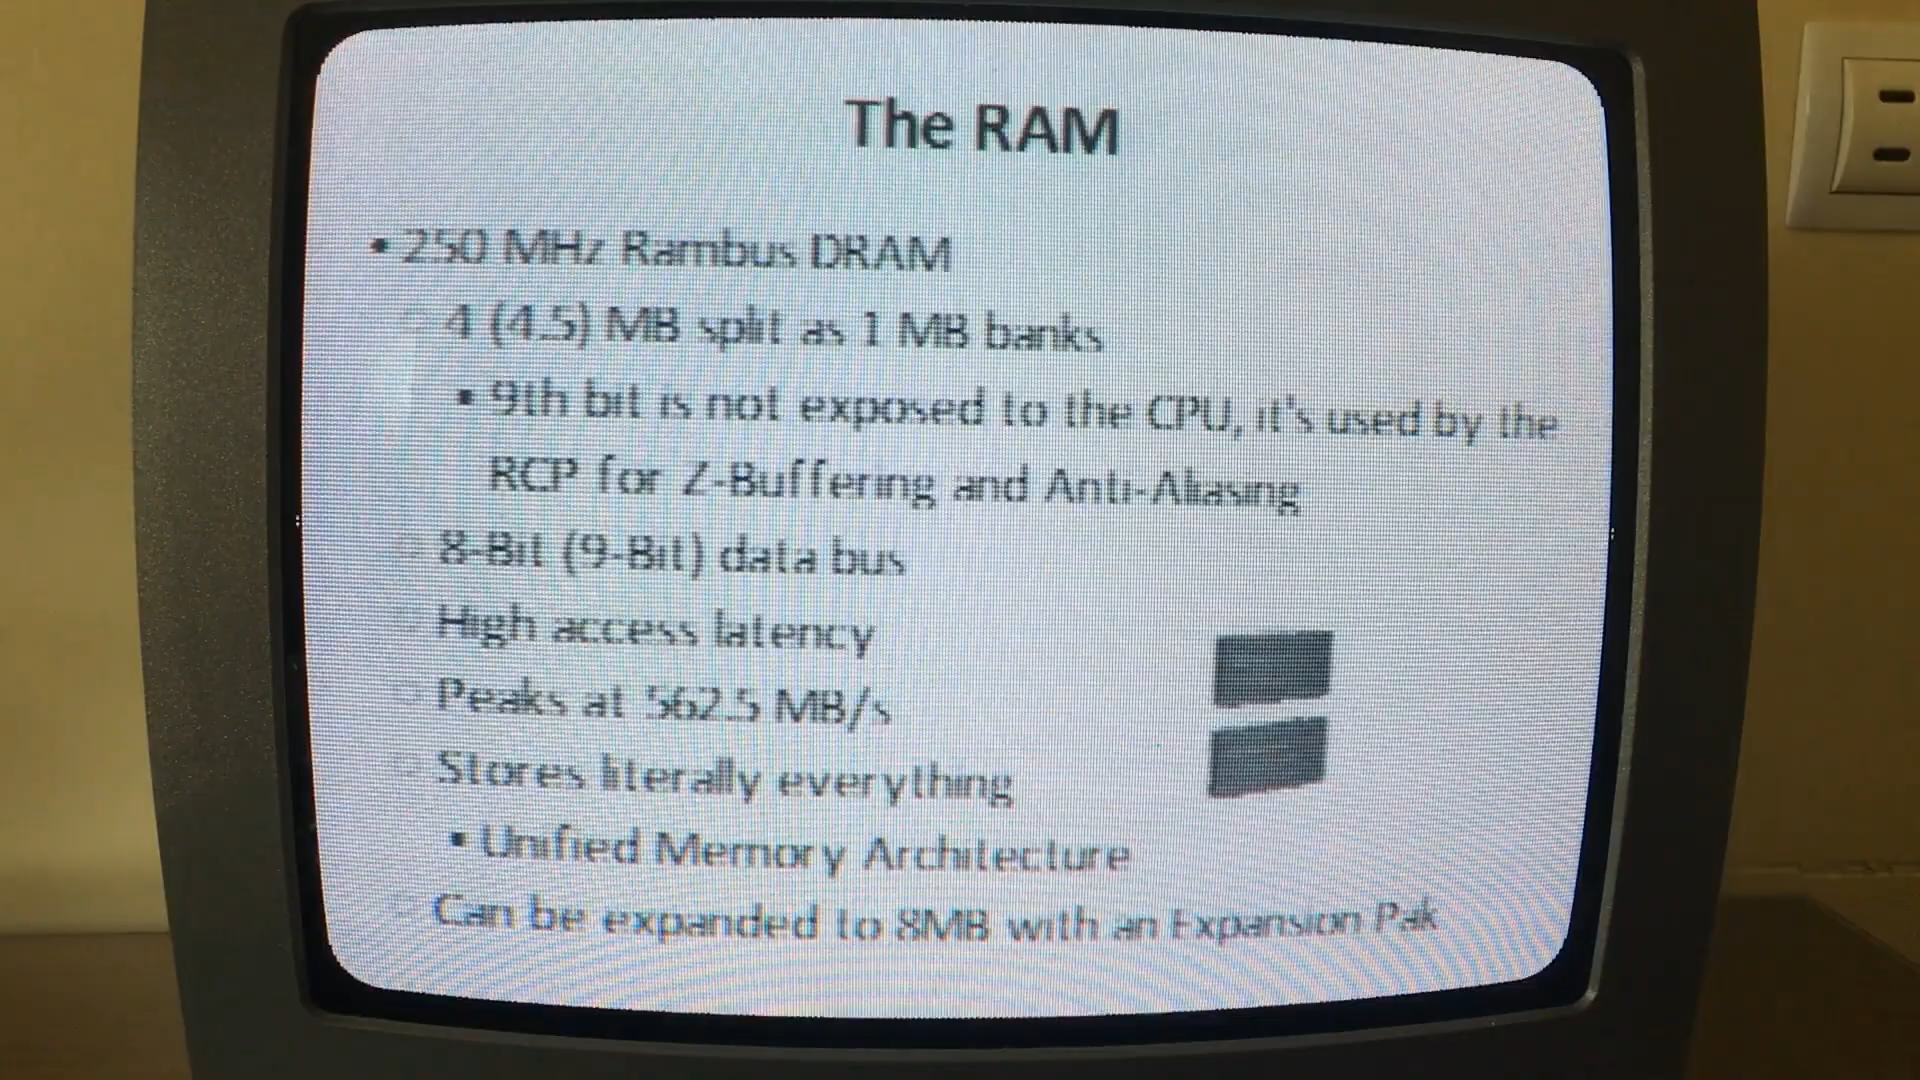 The RAM
▪ 250 MHz Rambus DRAM
○ 4 (4.5) MB split as 1 MB banks
▪ 9th bit is not exposed to the CPU, it's used by the
RCP for Z-Buffering and Anti-Aliasing
○ 8-Bit (9-Bit) data bus
○ High access latency
○ Peaks at 562.5 MB/s
○ Stores literally everything
▪ Unified Memory Architecture
○ Can be expanded to 8MB with an Expansion Pak